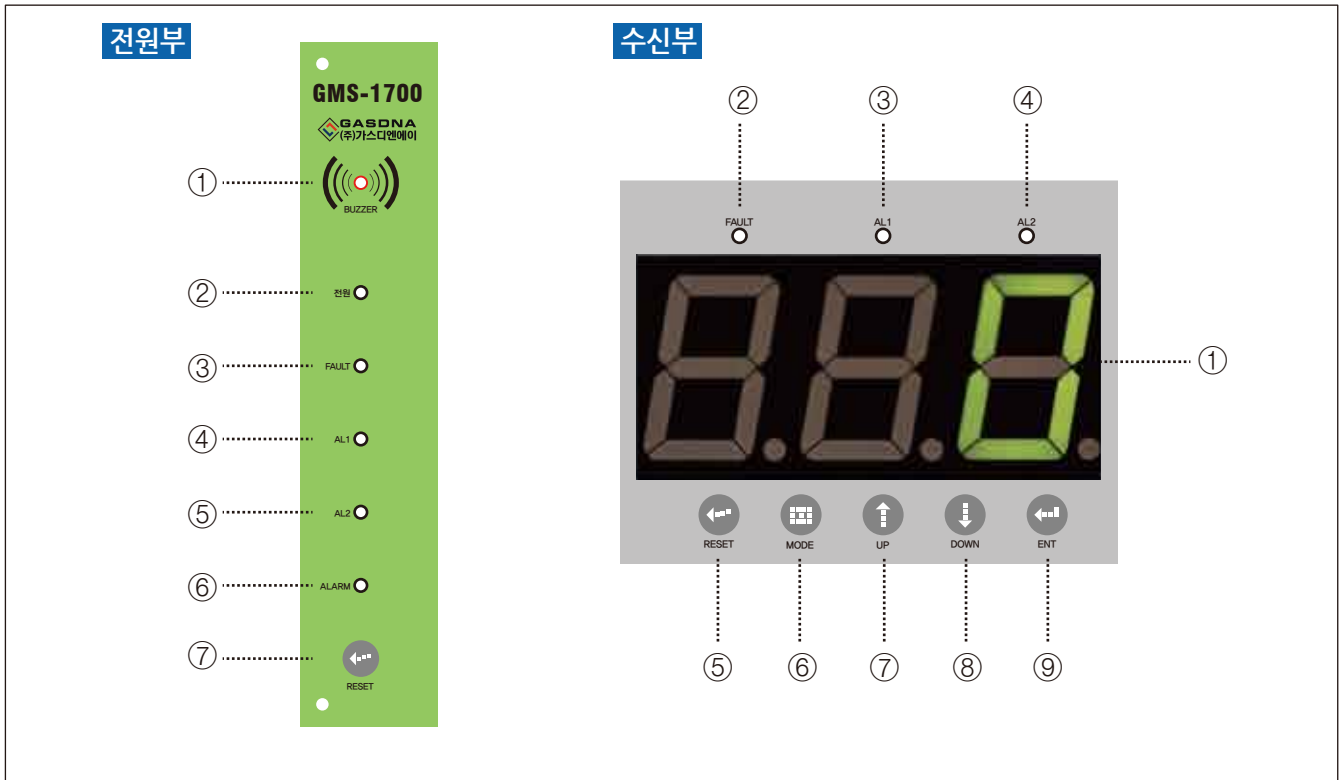 전원부
GMS-1700
GASDNA
(주)가스디엔에이
①
BUZZER
② 전원
③ FAULT
④ AL1
⑤ AL2
⑥ ALARM
⑦
RESET
수신부
② ③ ④
FAULT AL1 AL2
0
①
RESET MODE UP DOWN ENT
⑤ ⑥ ⑦ ⑧ ⑨